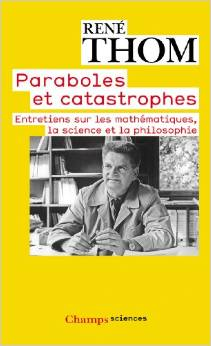 RENÉ
THOM
Paraboles
et catastrophes
Entretiens sur les mathématiques,
la science et la philosophie
Champs sciences